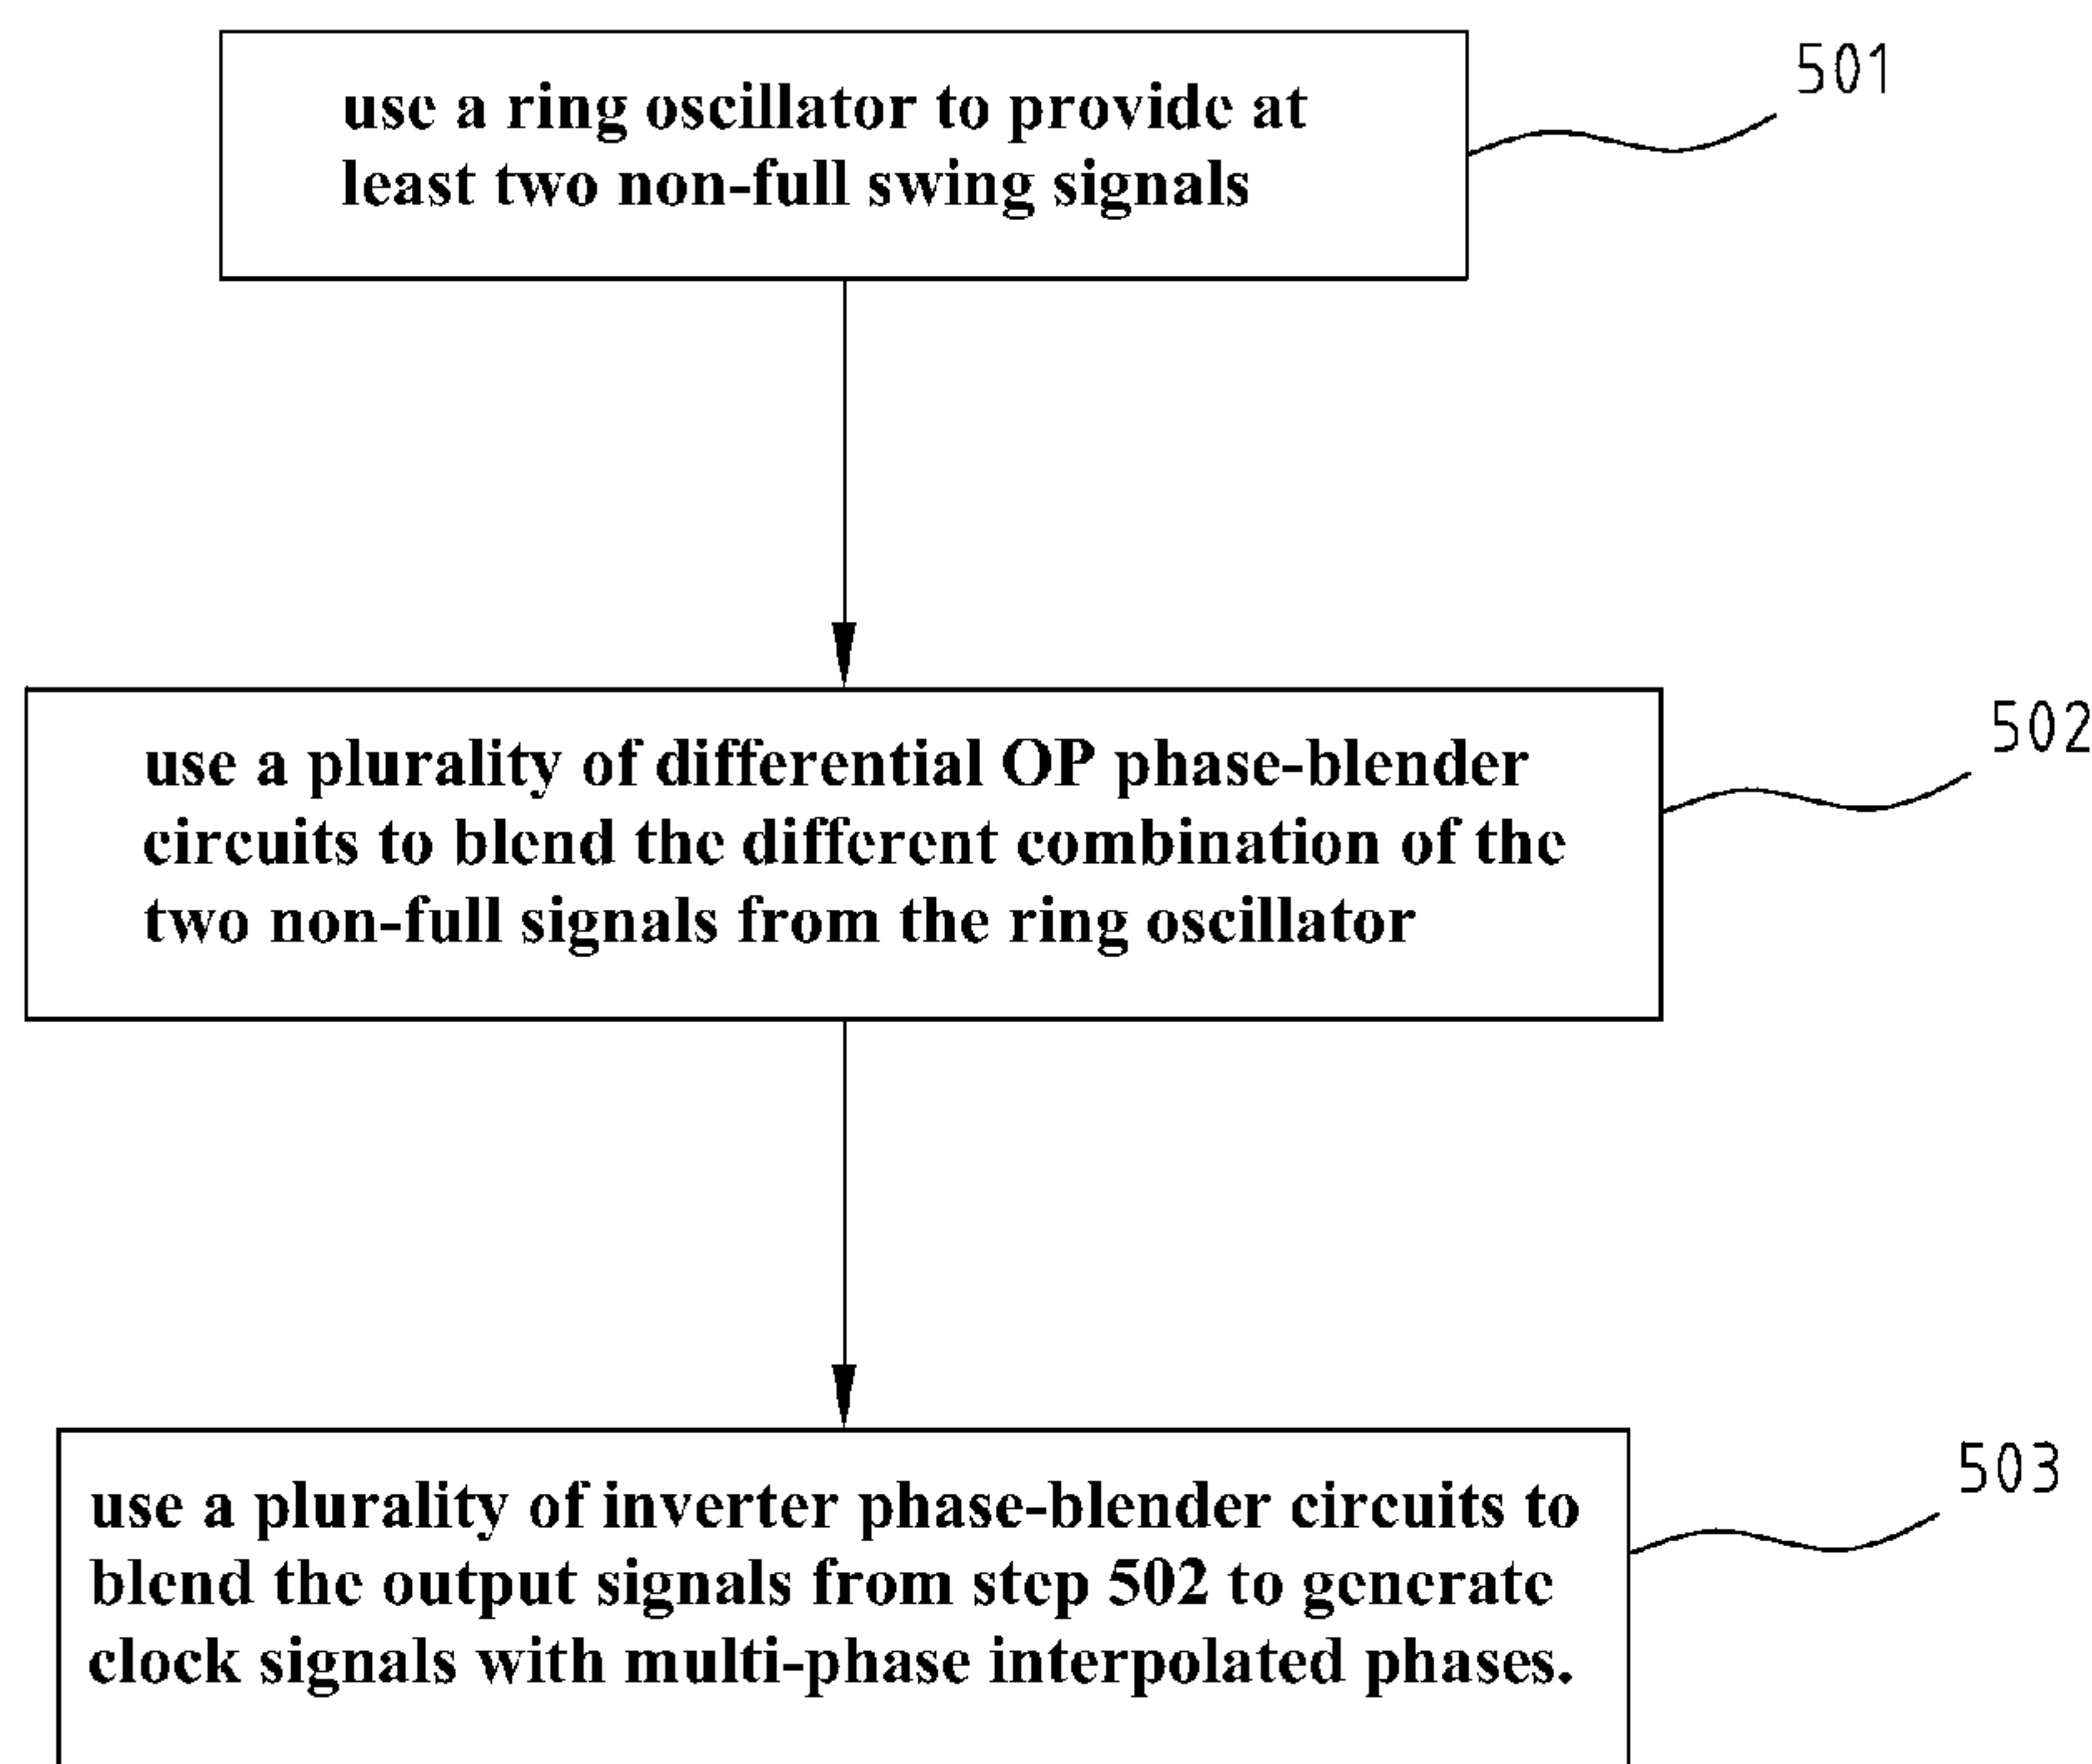 use a ring oscillator to provide at
least two non-full swing signals
501
use a plurality of differential OP phase-blender
circuits to blend the different combination of the
two non-full signals from the ring oscillator
502
use a plurality of inverter phase-blender circuits to
blend the output signals from step 502 to generate
clock signals with multi-phase interpolated phases.
503